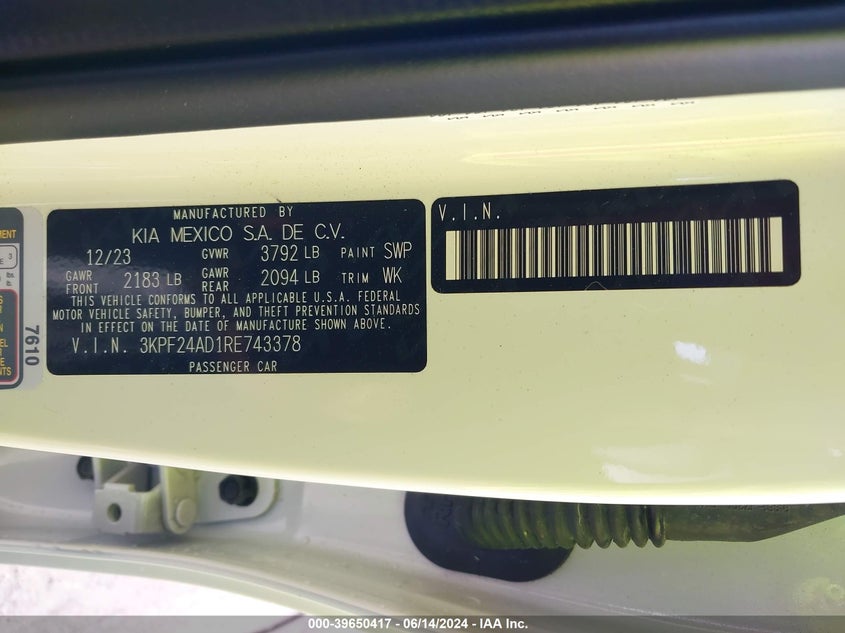 MANUFACTURED BY
KIA MEXICO S.A. DE C.V.
12/23 GVWR 3792 LB PAINT SWP
GAWR FRONT 2183 LB GAWR REAR 2094 LB TRIM WK
THIS VEHICLE CONFORMS TO ALL APPLICABLE U.S.A. FEDERAL
MOTOR VEHICLE SAFETY, BUMPER, AND THEFT PREVENTION STANDARDS
IN EFFECT ON THE DATE OF MANUFACTURE SHOWN ABOVE.
V.I.N. 3KPF24AD1RE743378
PASSENGER CAR
V.I.N.
7610
000-39650417 - 06/14/2024 - IAA Inc.